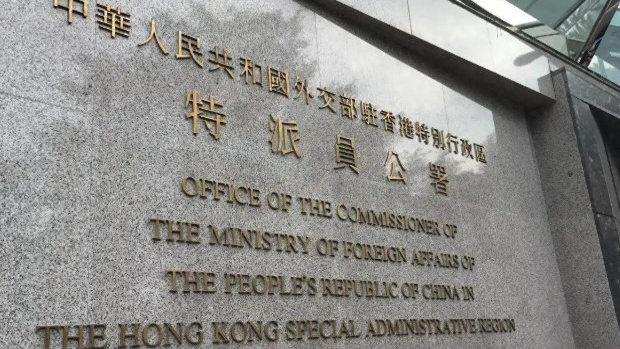 中華人民共和國外交部駐香港特別行政區
特派員公署
OFFICE OF THE COMMISSIONER OF
THE MINISTRY OF FOREIGN AFFAIRS OF
THE PEOPLE'S REPUBLIC OF CHINA IN
THE HONG KONG SPECIAL ADMINISTRATIVE REGION